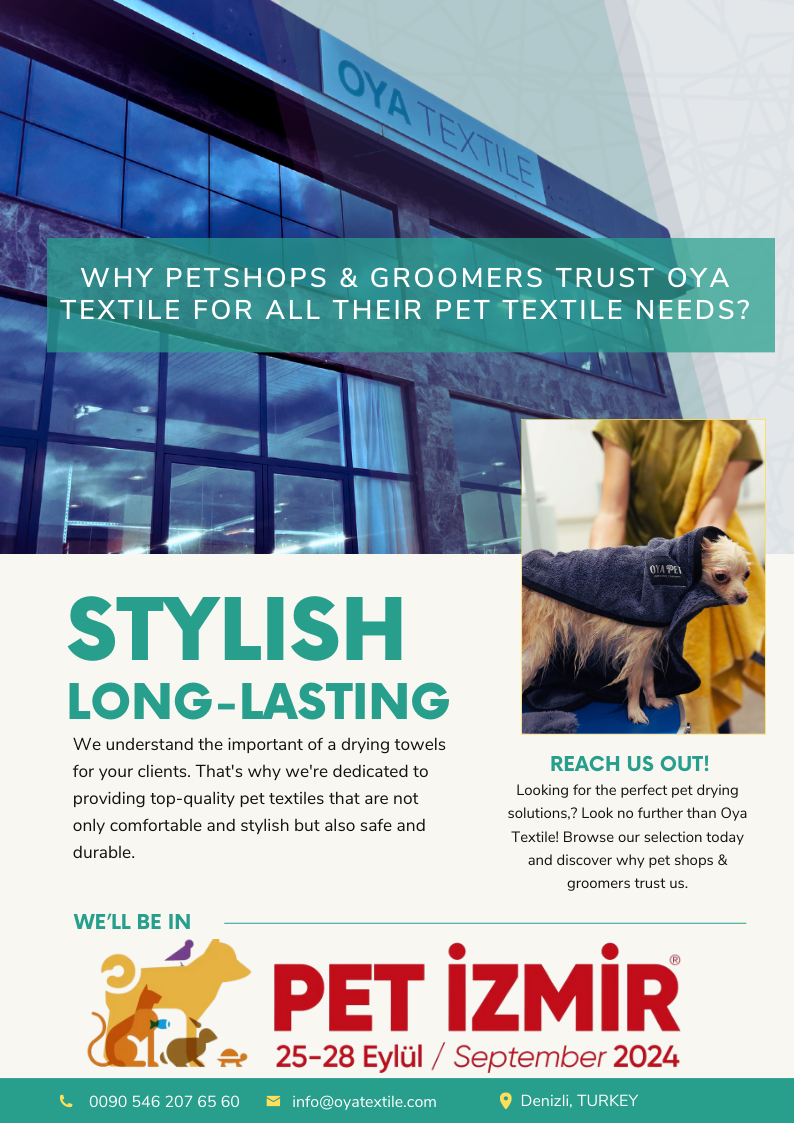 OYA TEXTILE
WHY PETSHOPS & GROOMERS TRUST OYA
TEXTILE FOR ALL THEIR PET TEXTILE NEEDS?
OYA PET
STYLISH
LONG-LASTING
We understand the important of a drying towels
for your clients. That's why we're dedicated to
providing top-quality pet textiles that are not
only comfortable and stylish but also safe and
durable.
REACH US OUT!
Looking for the perfect pet drying
solutions,? Look no further than Oya
Textile! Browse our selection today
and discover why pet shops &
groomers trust us.
WE'LL BE IN
PET İZMİR®
25-28 Eylül / September 2024
0090 546 207 65 60
info@oyatextile.com
Denizli, TURKEY